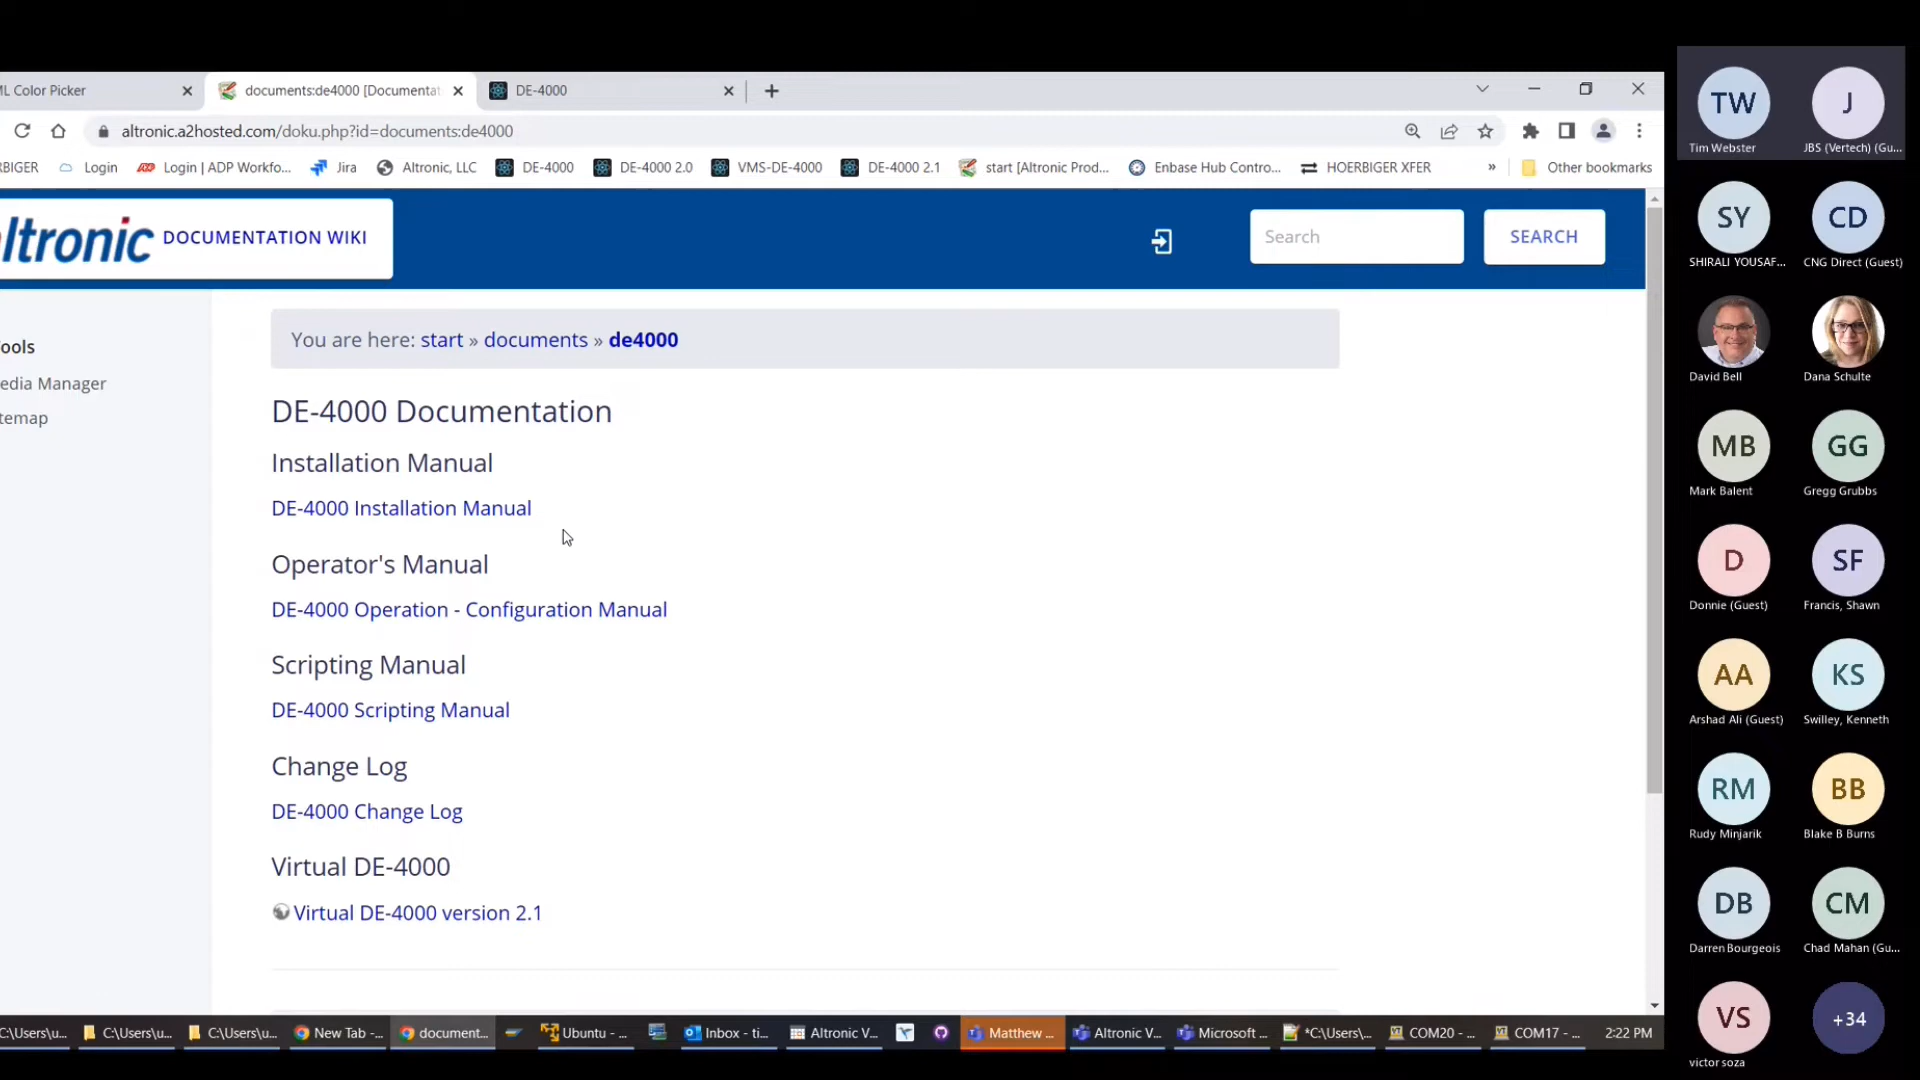 L Color Picker
documents:de4000 [Documentat
DE-4000
altronic.a2hosted.com/doku.php?id=documents:de4000
RBIGER
Login
Login | ADP Workfo...
Jira
Altronic, LLC
DE-4000
DE-4000 2.0
VMS-DE-4000
DE-4000 2.1
start [Altronic Prod...
Enbase Hub Contro...
HOERBIGER XFER
»
Other bookmarks
ltronic DOCUMENTATION WIKI
Search
SEARCH
ools
edia Manager
temap
You are here: start » documents » de4000
DE-4000 Documentation
Installation Manual
DE-4000 Installation Manual
Operator's Manual
DE-4000 Operation - Configuration Manual
Scripting Manual
DE-4000 Scripting Manual
Change Log
DE-4000 Change Log
Virtual DE-4000
Virtual DE-4000 version 2.1
C:\Users\u...
C:\Users\u...
C:\Users\u...
New Tab -...
document...
Ubuntu - ...
Inbox - ti...
Altronic V...
Matthew ...
Altronic V...
Microsoft ...
*C:\Users\...
COM20 - ...
COM17 - ...
2:22 PM
TW
Tim Webster
J
JBS (Vertech) (Gu...
SY
SHIRALI YOUSAF...
CD
CNG Direct (Guest)
David Bell
Dana Schulte
MB
Mark Balent
GG
Gregg Grubbs
D
Donnie (Guest)
SF
Francis, Shawn
AA
Arshad Ali (Guest)
KS
Swilley, Kenneth
RM
Rudy Minjarik
BB
Blake B Burns
DB
Darren Bourgeois
CM
Chad Mahan (Gu...
VS
victor soza
+34